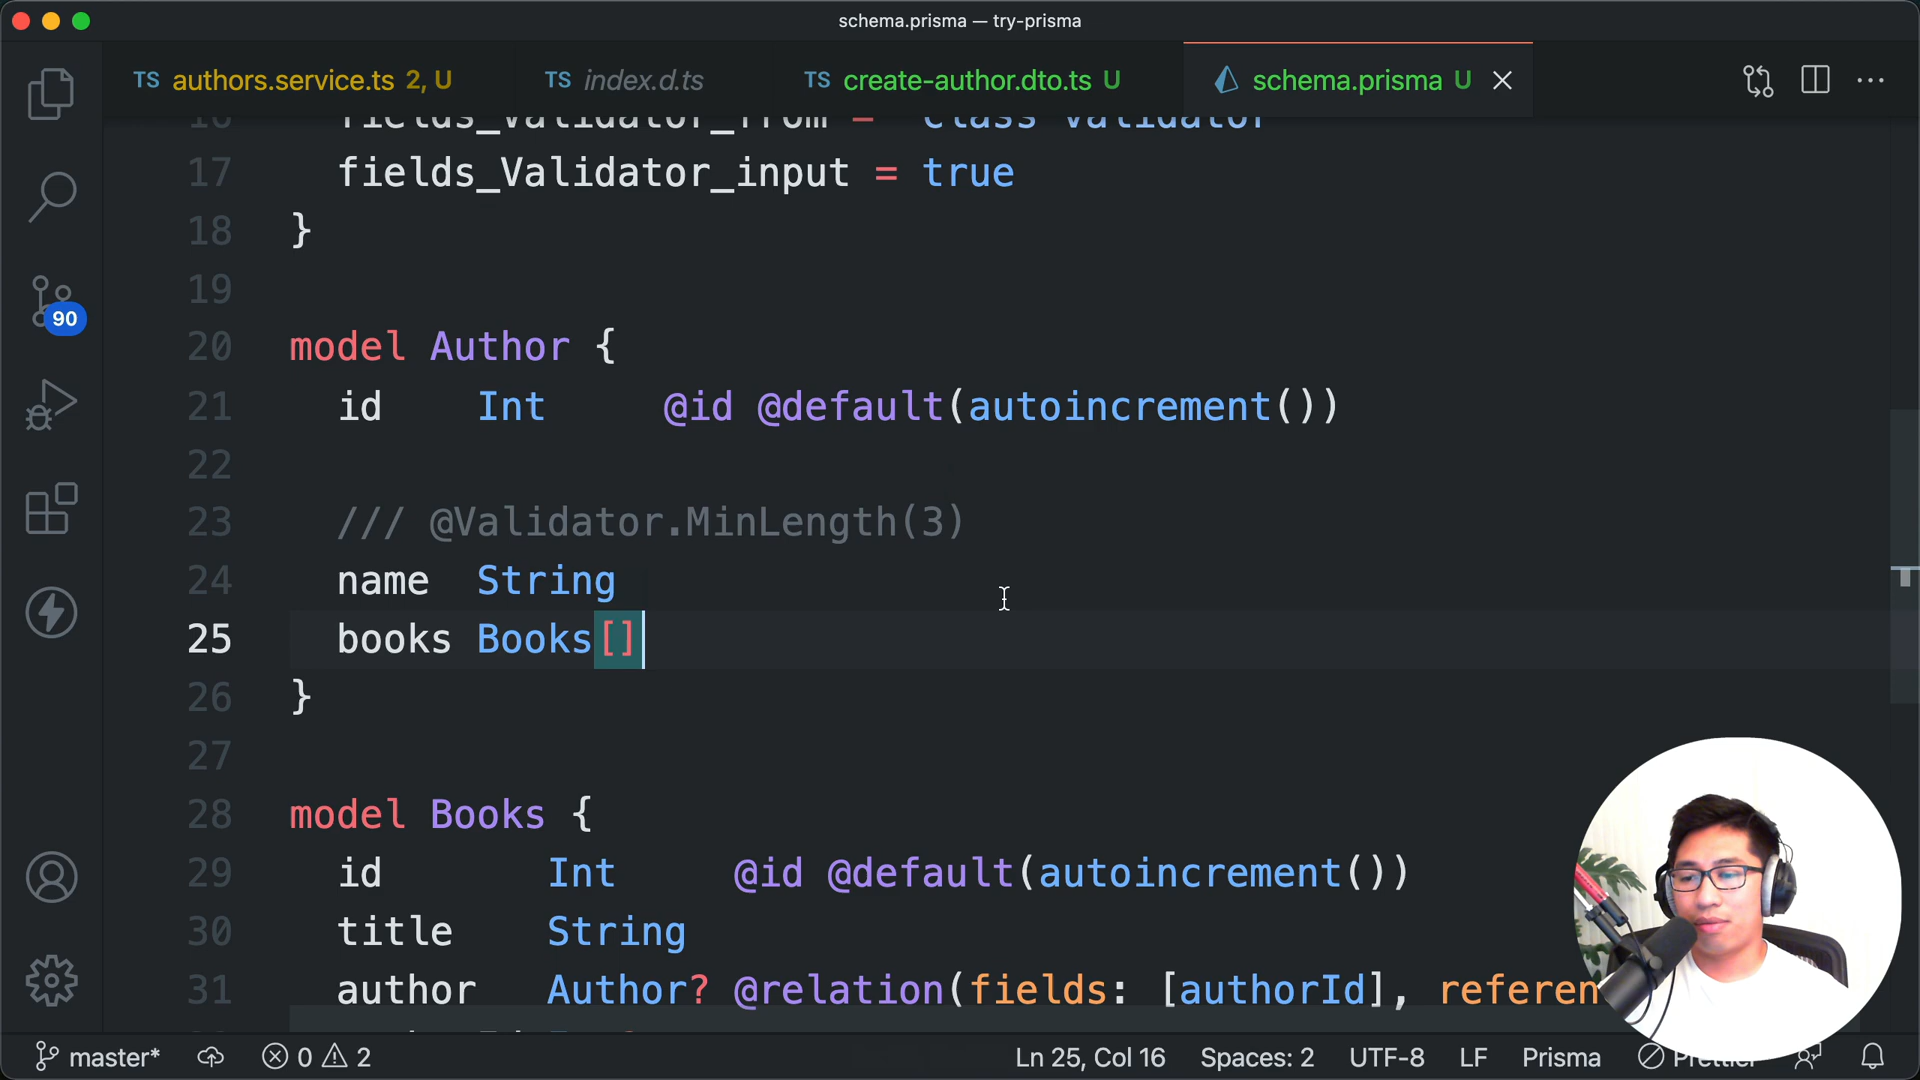 schema.prisma — try-prisma
TS authors.service.ts 2, U
TS index.d.ts
TS create-author.dto.ts U
schema.prisma U
17 fields_Validator_input = true
18 }
19
20 model Author {
21 id Int @id @default(autoincrement())
22
23 /// @Validator.MinLength(3)
24 name String
25 books Books[]
26 }
27
28 model Books {
29 id Int @id @default(autoincrement())
30 title String
31 author Author? @relation(fields: [authorId], referen
90
master* 0 2 Ln 25, Col 16 Spaces: 2 UTF-8 LF Prisma